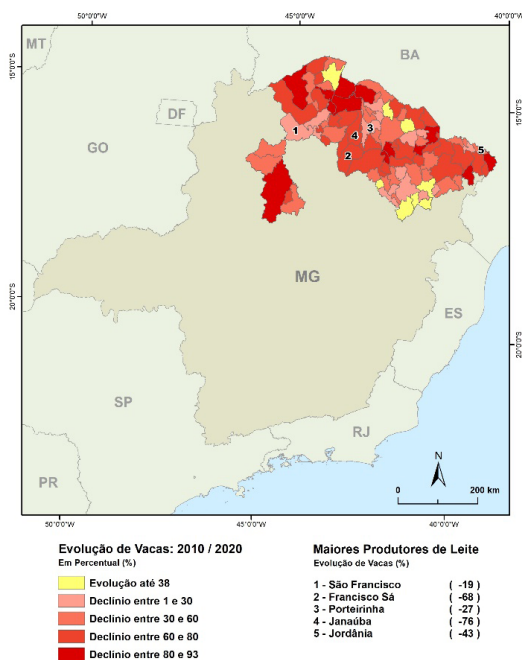 50°0'0"O 45°0'0"O 40°0'0"O
MT
BA
15°0'0"S
15°0'0"S
DF
GO
1
3
4
2
5
MG
20°0'0"S
20°0'0"S
ES
SP
RJ
PR
N
0 200 km
50°0'0"O 45°0'0"O 40°0'0"O
Evolução de Vacas: 2010 / 2020
Em Percentual (%)
Evolução até 38
Declínio entre 1 e 30
Declínio entre 30 e 60
Declínio entre 60 e 80
Declínio entre 80 e 93
Maiores Produtores de Leite
Evolução de Vacas (%)
1 - São Francisco ( -19)
2 - Francisco Sá ( -68)
3 - Porteirinha ( -27)
4 - Janaúba ( -76)
5 - Jordânia ( -43)